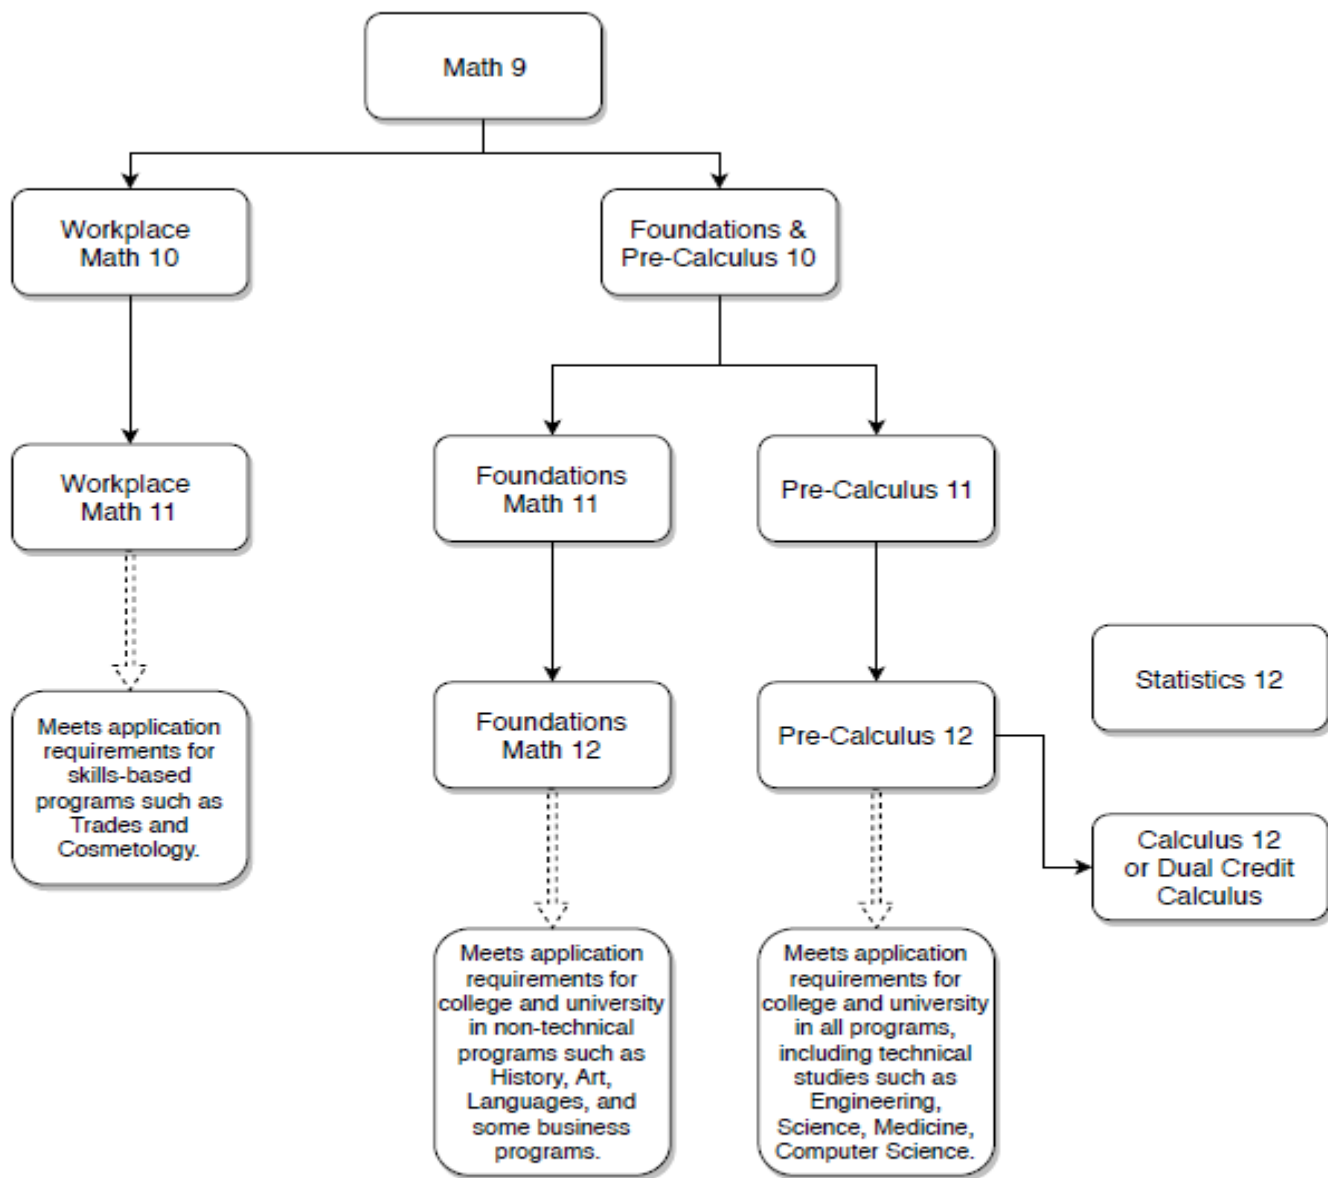 Math 9
Workplace
Math 10
Foundations &
Pre-Calculus 10
Workplace
Math 11
Foundations
Math 11
Pre-Calculus 11
Statistics 12
Meets application
requirements for
skills-based
programs such as
Trades and
Cosmetology.
Foundations
Math 12
Pre-Calculus 12
Calculus 12
or Dual Credit
Calculus
Meets application
requirements for
college and university
in non-technical
programs such as
History, Art,
Languages, and
some business
programs.
Meets application
requirements for
college and university
in all programs,
including technical
studies such as
Engineering,
Science, Medicine,
Computer Science.